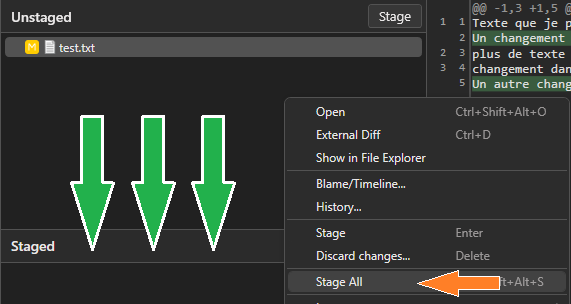 Unstaged
Stage
M test.txt
Staged
@@ -1,3 +1,5 @
1 1 Texte que je p
2 Un changement
2 3 plus de texte
3 4 changement dan
5 Un autre chang
Open Ctrl+Shift+Alt+O
External Diff Ctrl+D
Show in File Explorer
Blame/Timeline...
History...
Stage Enter
Discard changes... Delete
Stage All ft+Alt+S